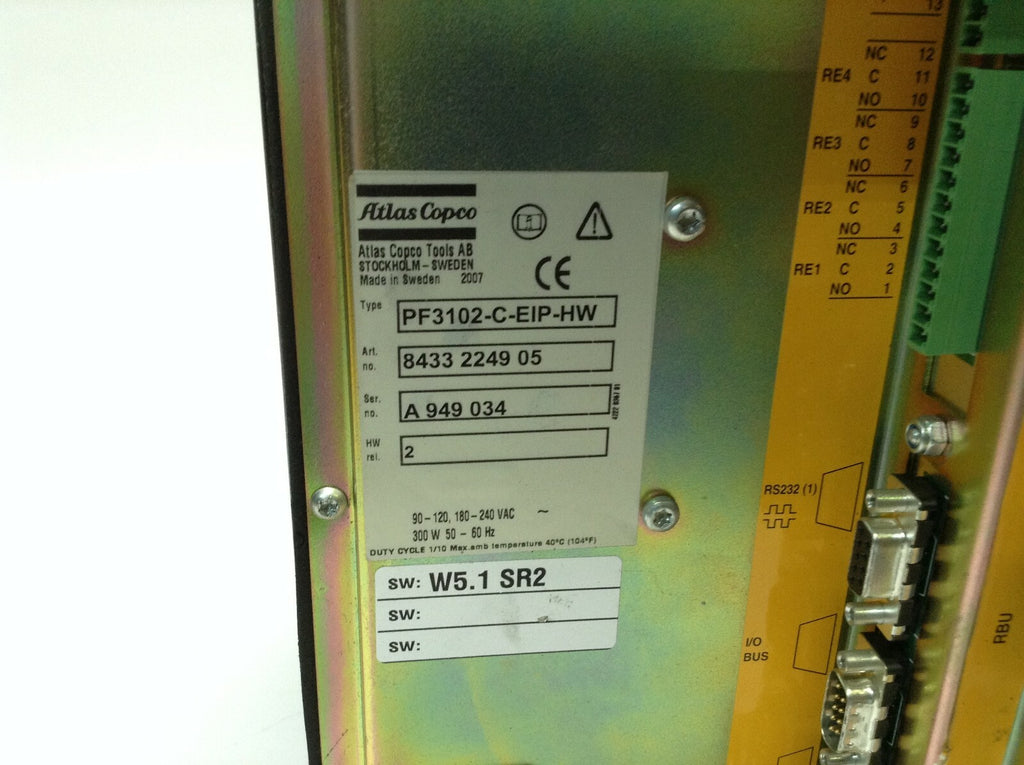 Atlas Copco
Atlas Copco Tools AB
STOCKHOLM – SWEDEN
Made in Sweden 2007
Type PF3102-C-EIP-HW
Art. no. 8433 2249 05
Ser. no. A 949 034
HW rel. 2
90 – 120, 180 – 240 VAC ~
300 W 50 – 60 Hz
DUTY CYCLE 1/10 Max.amb temperature 40°C (104°F)
SW: W5.1 SR2
SW:
SW:
13
NC 12
RE4 C 11
NO 10
NC 9
RE3 C 8
NO 7
NC 6
RE2 C 5
NO 4
NC 3
RE1 C 2
NO 1
RS232 (1)
I/O
BUS
RBU